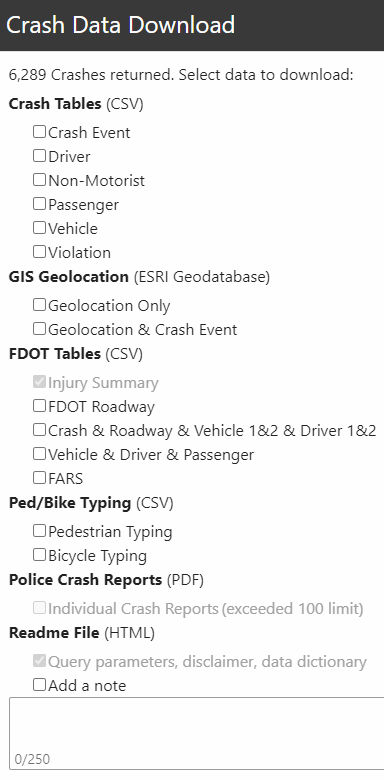 Crash Data Download
6,289 Crashes returned. Select data to download:
Crash Tables (CSV)
Crash Event
Driver
Non-Motorist
Passenger
Vehicle
Violation
GIS Geolocation (ESRI Geodatabase)
Geolocation Only
Geolocation & Crash Event
FDOT Tables (CSV)
Injury Summary
FDOT Roadway
Crash & Roadway & Vehicle 1&2 & Driver 1&2
Vehicle & Driver & Passenger
FARS
Ped/Bike Typing (CSV)
Pedestrian Typing
Bicycle Typing
Police Crash Reports (PDF)
Individual Crash Reports (exceeded 100 limit)
Readme File (HTML)
Query parameters, disclaimer, data dictionary
Add a note
0/250